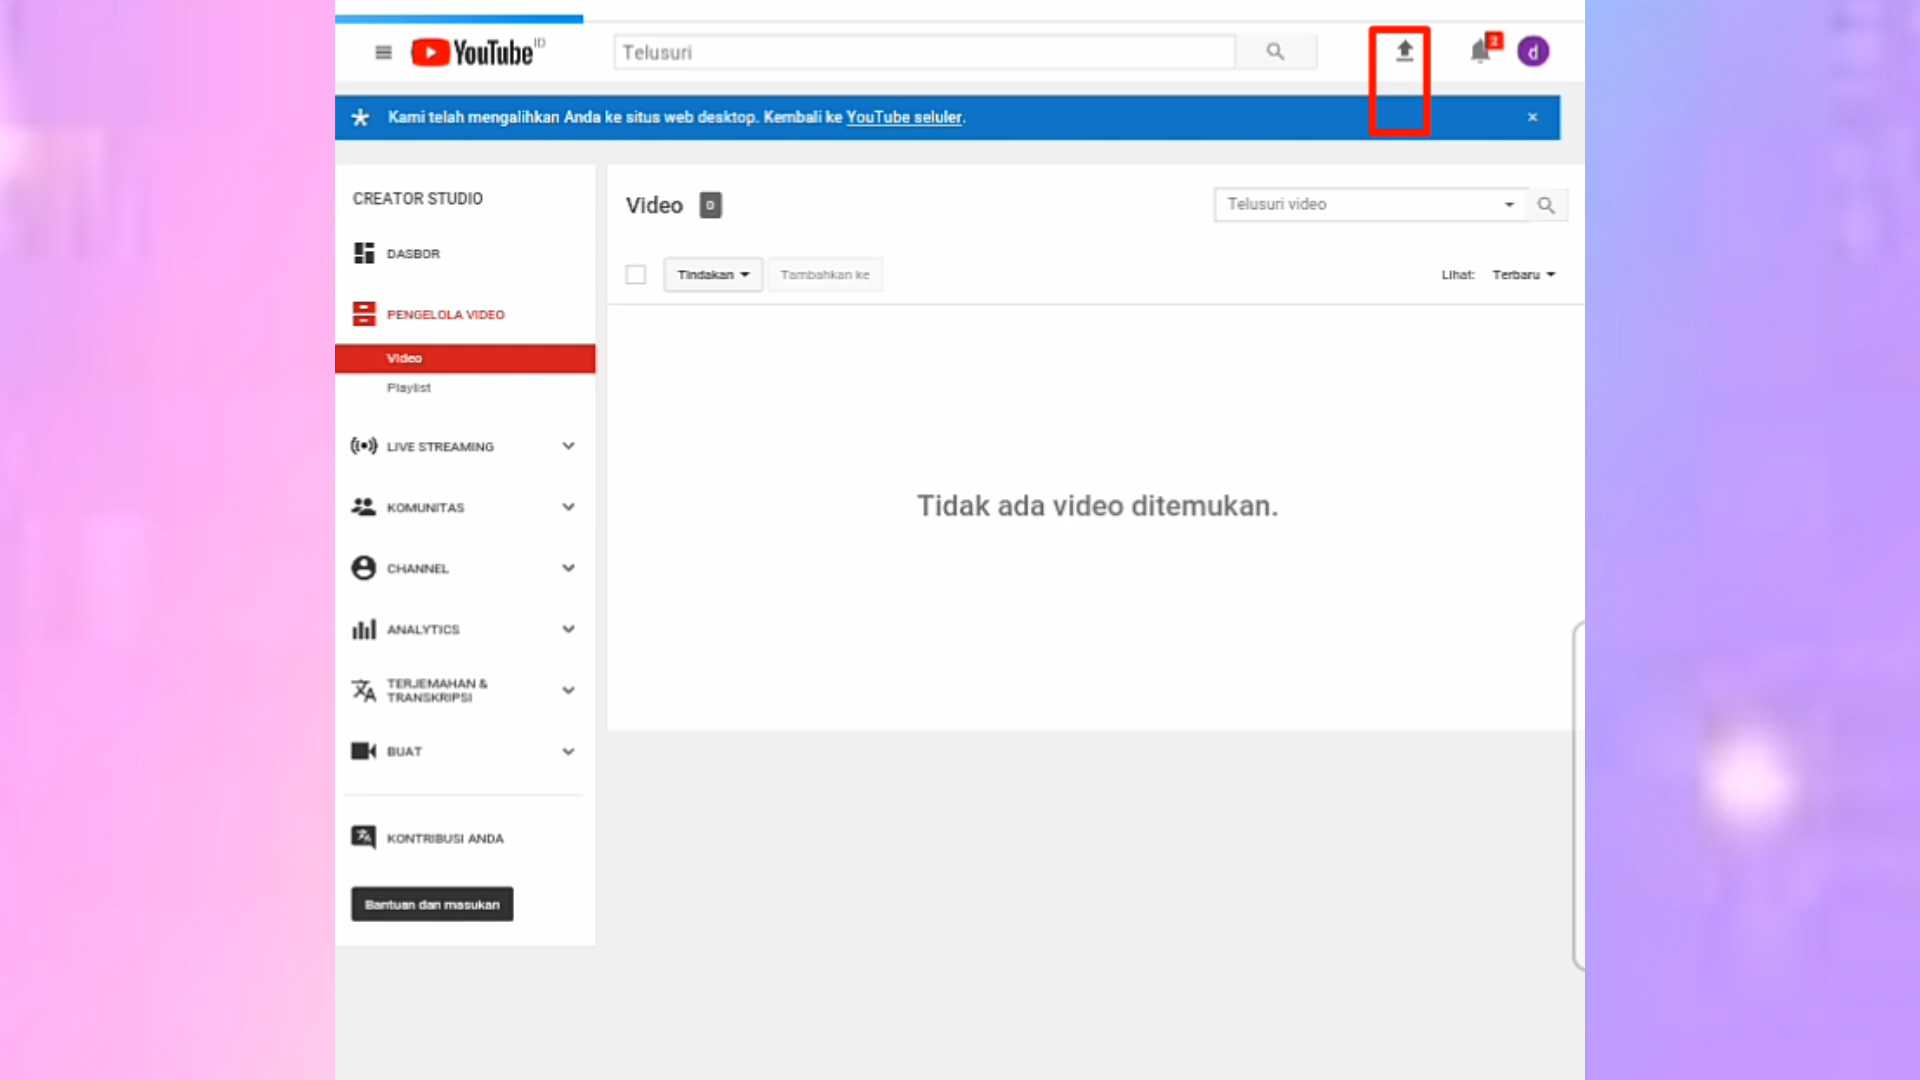 YouTube ID
Telusuri
2
d
Kami telah mengalihkan Anda ke situs web desktop. Kembali ke YouTube seluler.
×
CREATOR STUDIO
DASBOR
PENGELOLA VIDEO
Video
Playlist
LIVE STREAMING
KOMUNITAS
CHANNEL
ANALYTICS
TERJEMAHAN &
TRANSKRIPSI
BUAT
KONTRIBUSI ANDA
Bantuan dan masukan
Video 0
Telusuri video
Tindakan
Tambahkan ke
Lihat: Terbaru
Tidak ada video ditemukan.